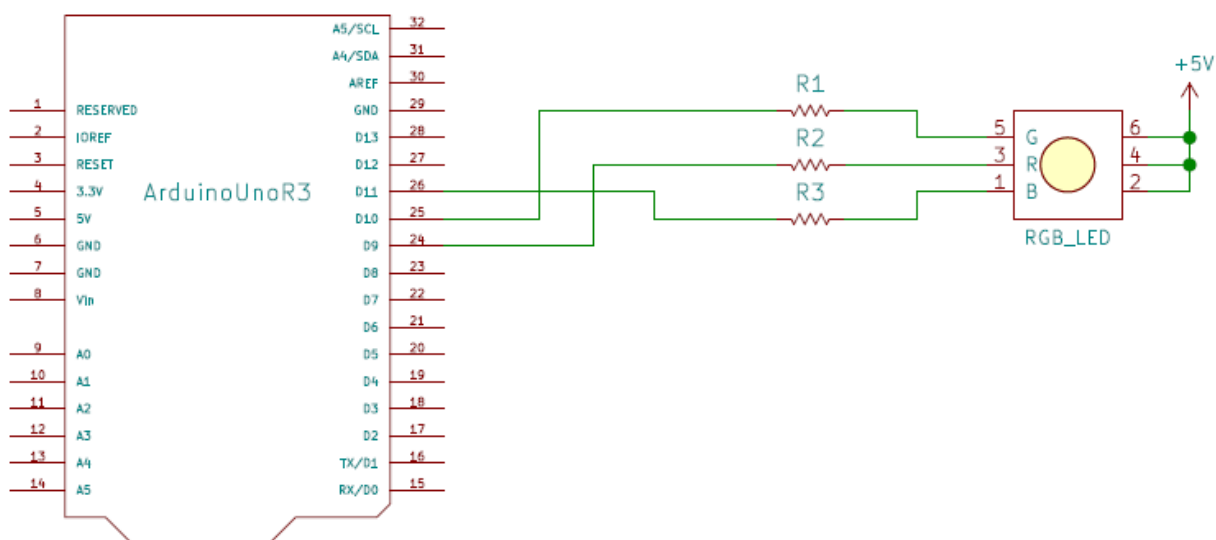 A5/SCL 32
A4/SDA 31
AREF 30
1 RESERVED GND 29
2 IOREF D13 28
3 RESET D12 27
4 3.3V ArduinoUnoR3 D11 26
5 5V D10 25
6 GND D9 24
7 GND D8 23
8 Vin D7 22
D6 21
9 A0 D5 20
10 A1 D4 19
11 A2 D3 18
12 A3 D2 17
13 A4 TX/D1 16
14 A5 RX/D0 15
R1
R2
R3
+5V
5 G 6
3 R 4
1 B 2
RGB_LED